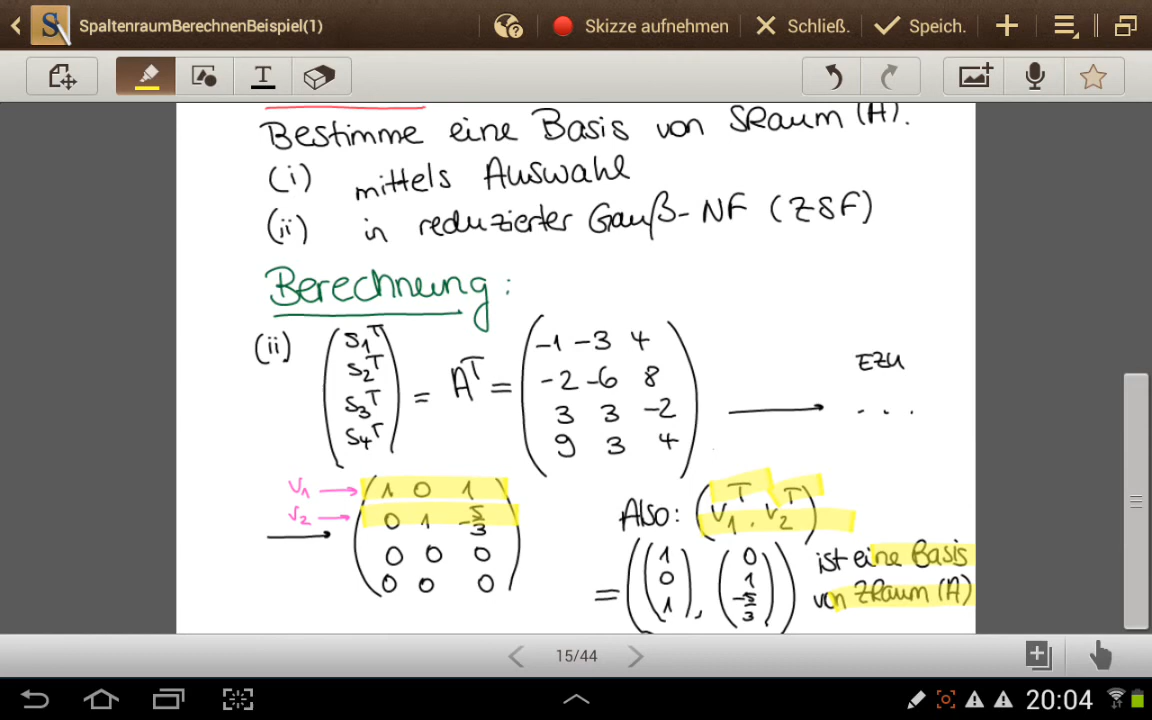 SpaltenraumBerechnenBeispiel(1)
Skizze aufnehmen
Schließ.
Speich.
Bestimme eine Basis von SRaum (A).
(i) mittels Auswahl
(ii) in reduzierter Gauß-NF (ZSF)
Berechnung:
(ii) (s₁ᵀ s₂ᵀ s₃ᵀ s₄ᵀ) = Aᵀ =
-1 -3 4
-2 -6 8
3 3 -2
9 3 4
EZU
. . .
V₁ → (1 0 1)
V₂ → 0 1 -5/3
0 0 0
0 0 0
Also: (V₁ᵀ, V₂ᵀ)
= ((1 0 1), (0 1 -5/3)) ist eine Basis
von ZRaum (A)
15/44
20:04